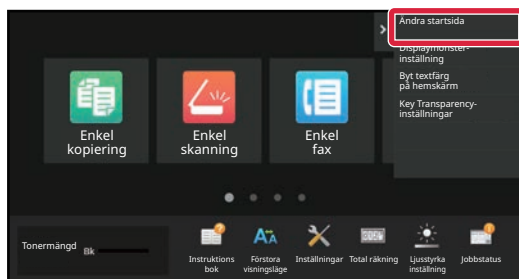 Ändra startsida
Displaymönster-
inställning
Byt textfärg
på hemskärm
Key Transparency-
inställningar
Enkel
kopiering
Enkel
skanning
Enkel
fax
Tonermängd
Bk
Instruktions
bok
Förstora
visningsläge
Inställningar
Total räkning
Ljusstyrka
inställning
Jobbstatus